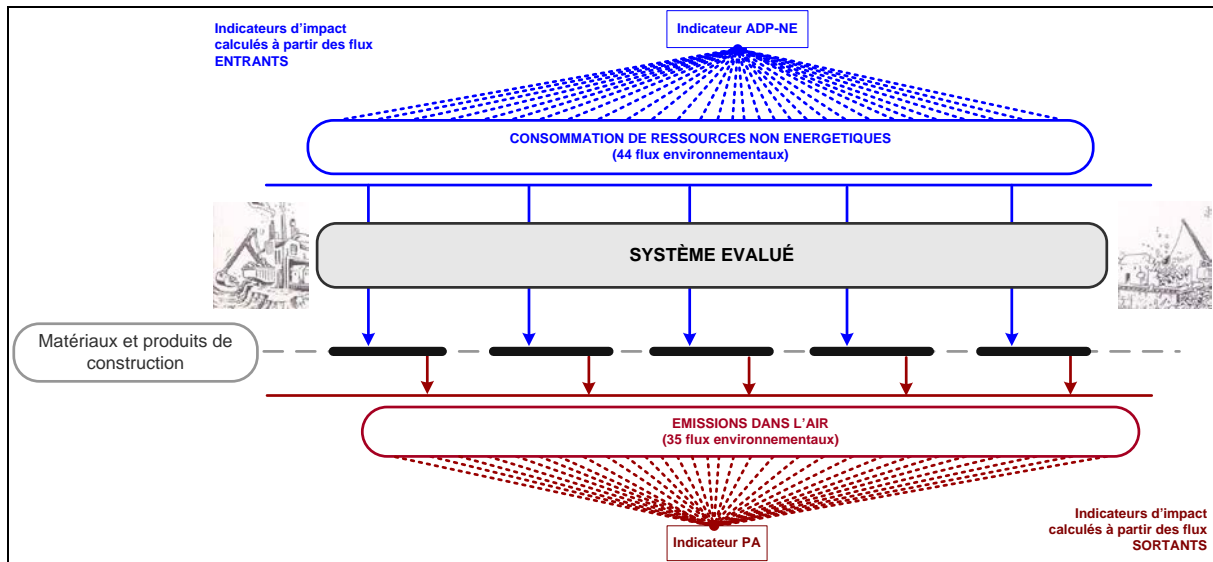 Indicateurs d'impact
calculés à partir des flux
ENTRANTS
Indicateur ADP-NE
CONSOMMATION DE RESSOURCES NON ENERGETIQUES
(44 flux environnementaux)
SYSTÈME EVALUÉ
Matériaux et produits de
construction
EMISSIONS DANS L'AIR
(35 flux environnementaux)
Indicateur PA
Indicateurs d'impact
calculés à partir des flux
SORTANTS